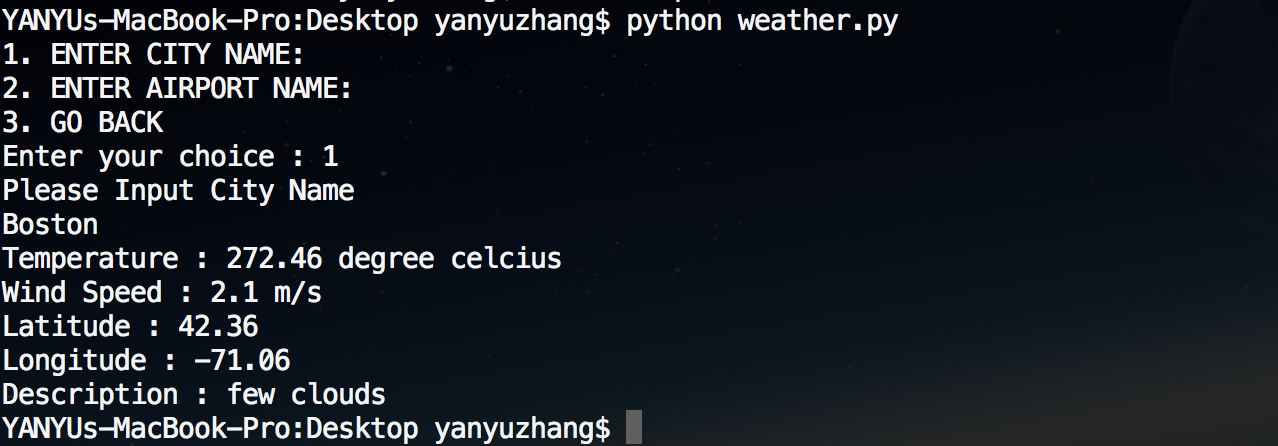 YANYUs-MacBook-Pro:Desktop yanyuzhang$ python weather.py
1. ENTER CITY NAME:
2. ENTER AIRPORT NAME:
3. GO BACK
Enter your choice : 1
Please Input City Name
Boston
Temperature : 272.46 degree celcius
Wind Speed : 2.1 m/s
Latitude : 42.36
Longitude : -71.06
Description : few clouds
YANYUs-MacBook-Pro:Desktop yanyuzhang$